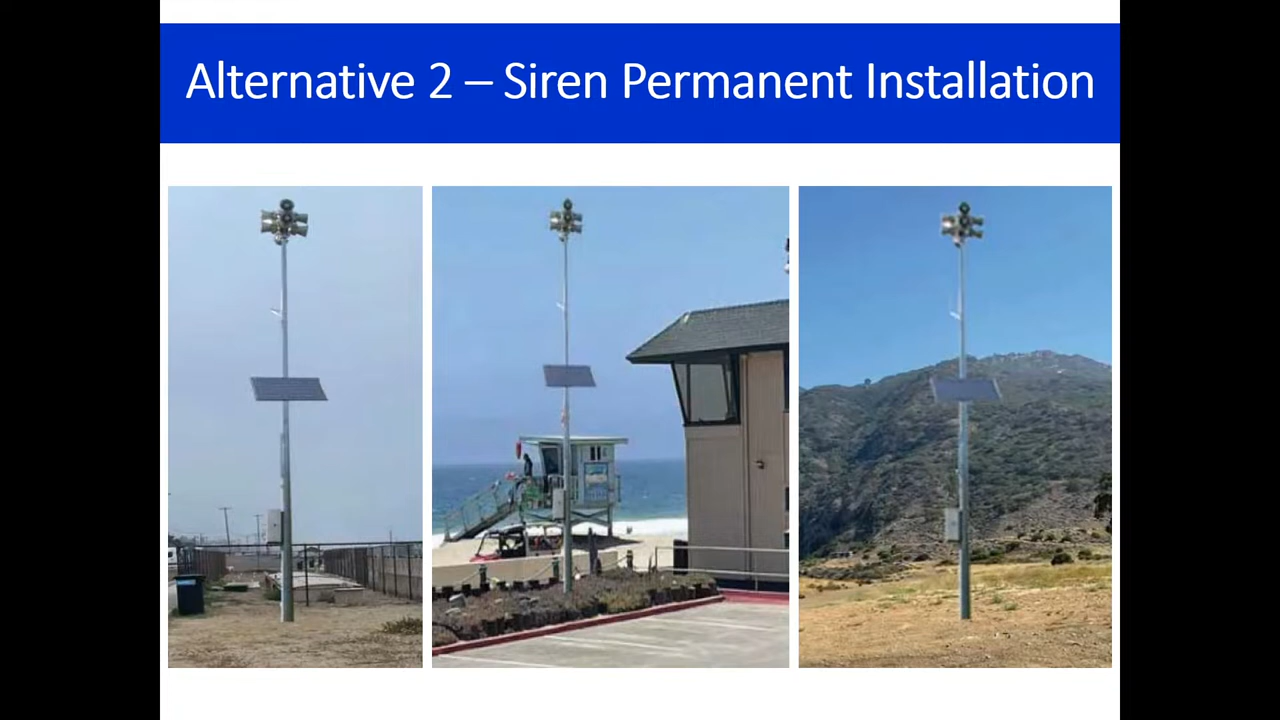 Alternative 2 – Siren Permanent Installation